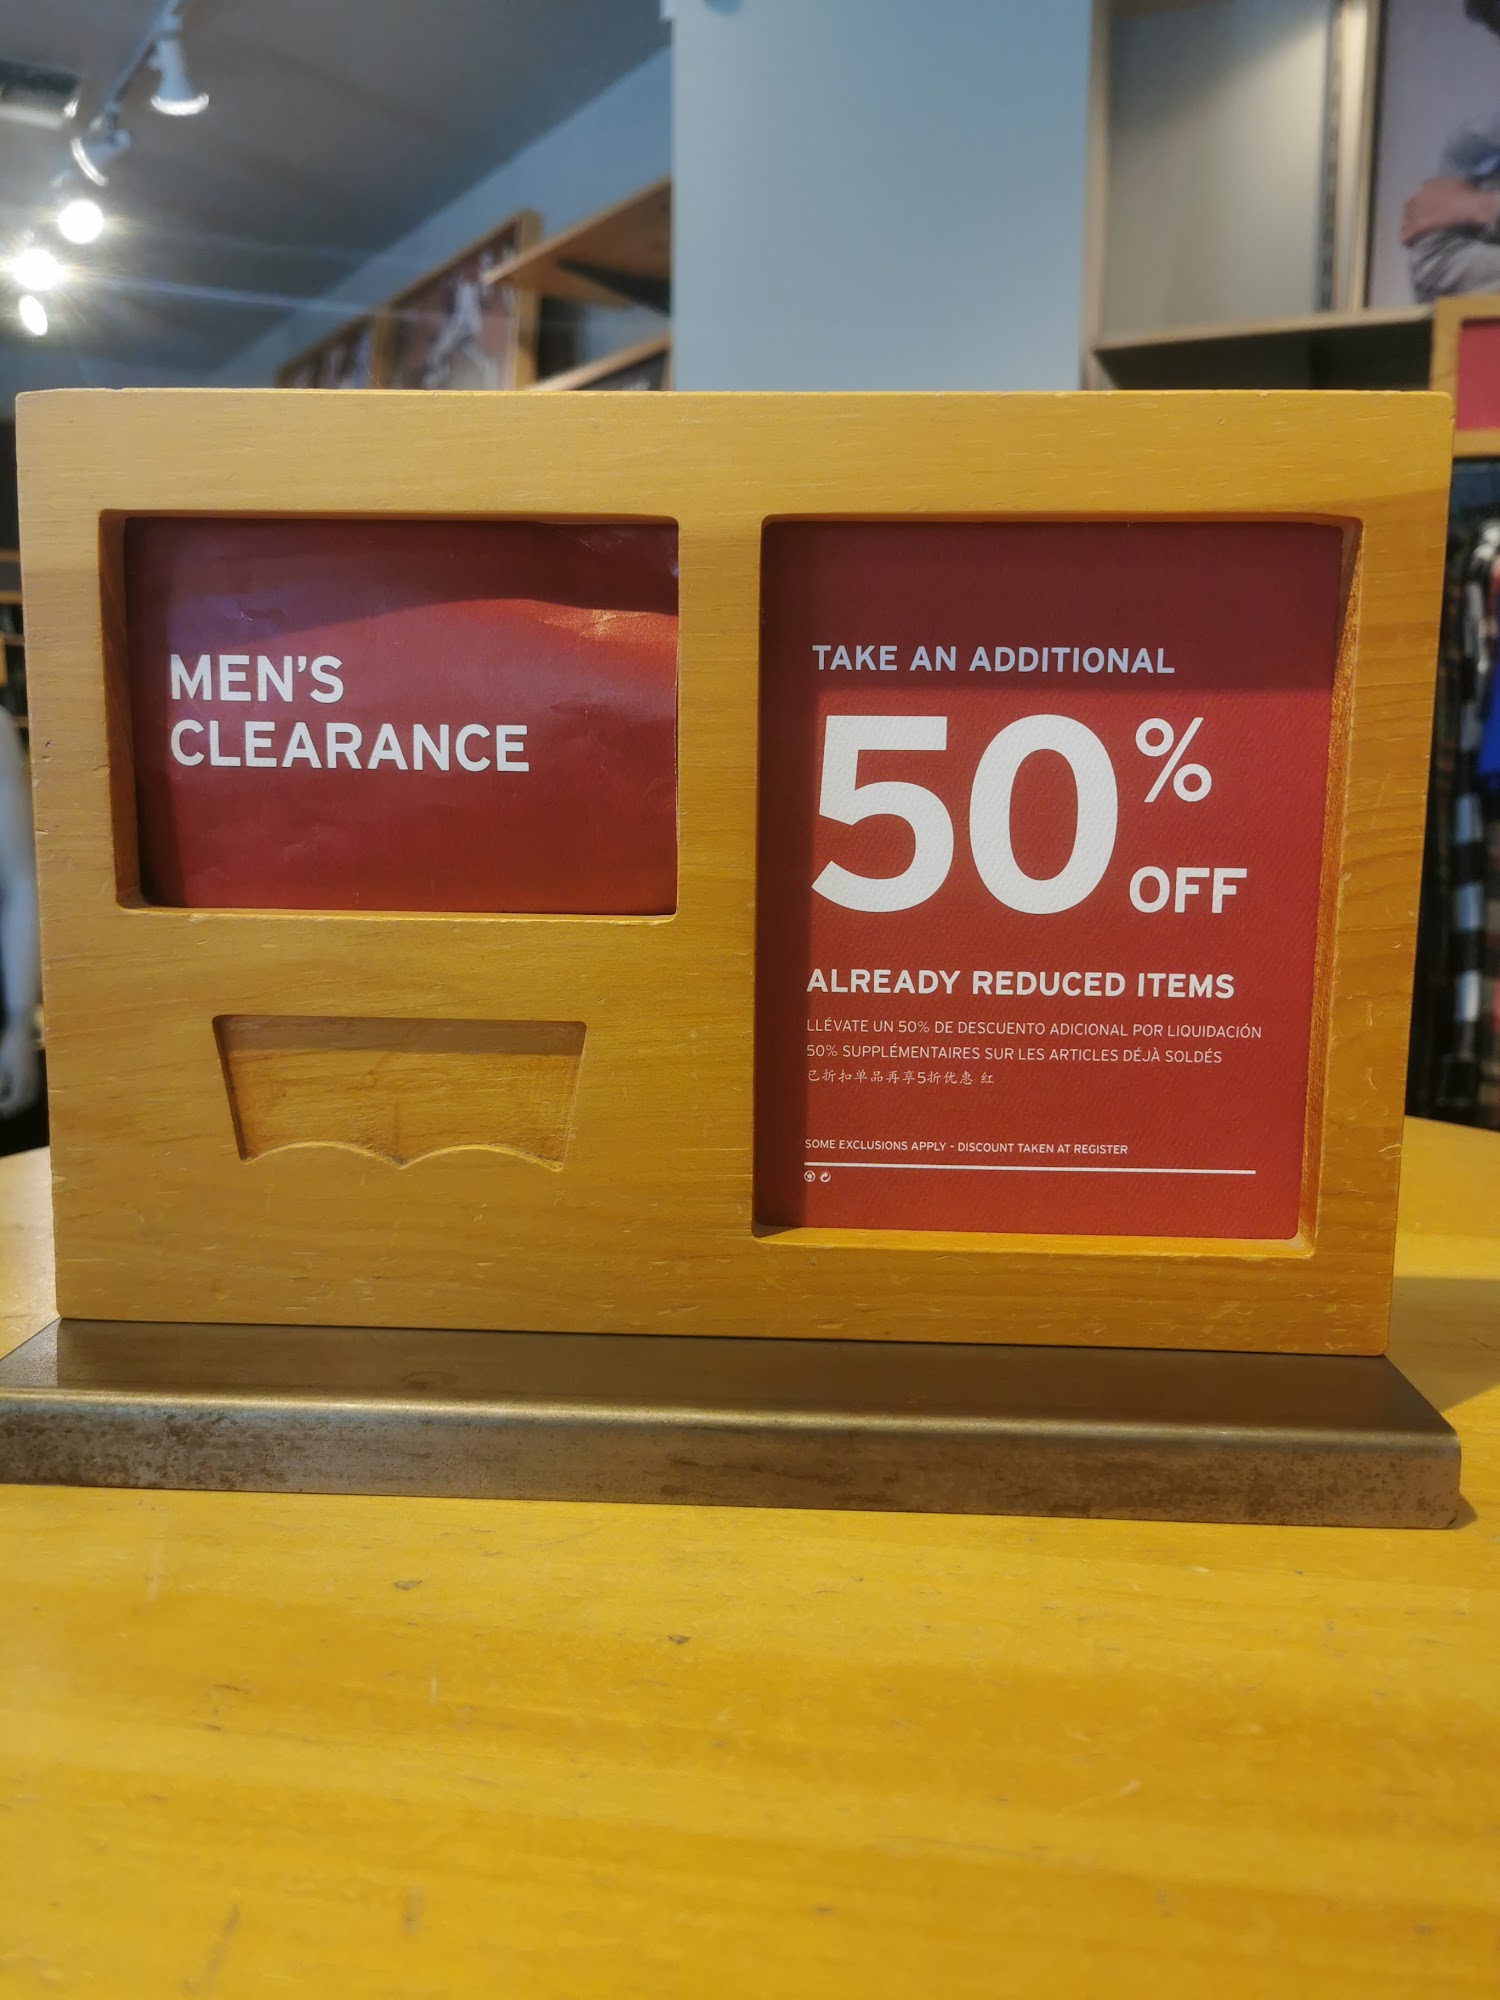 MEN'S
CLEARANCE
TAKE AN ADDITIONAL
50%
OFF
ALREADY REDUCED ITEMS
LLÉVATE UN 50% DE DESCUENTO ADICIONAL POR LIQUIDACIÓN
50% SUPPLÉMENTAIRES SUR LES ARTICLES DÉJÀ SOLDÉS
已折扣单品再享5折优惠 红
SOME EXCLUSIONS APPLY - DISCOUNT TAKEN AT REGISTER